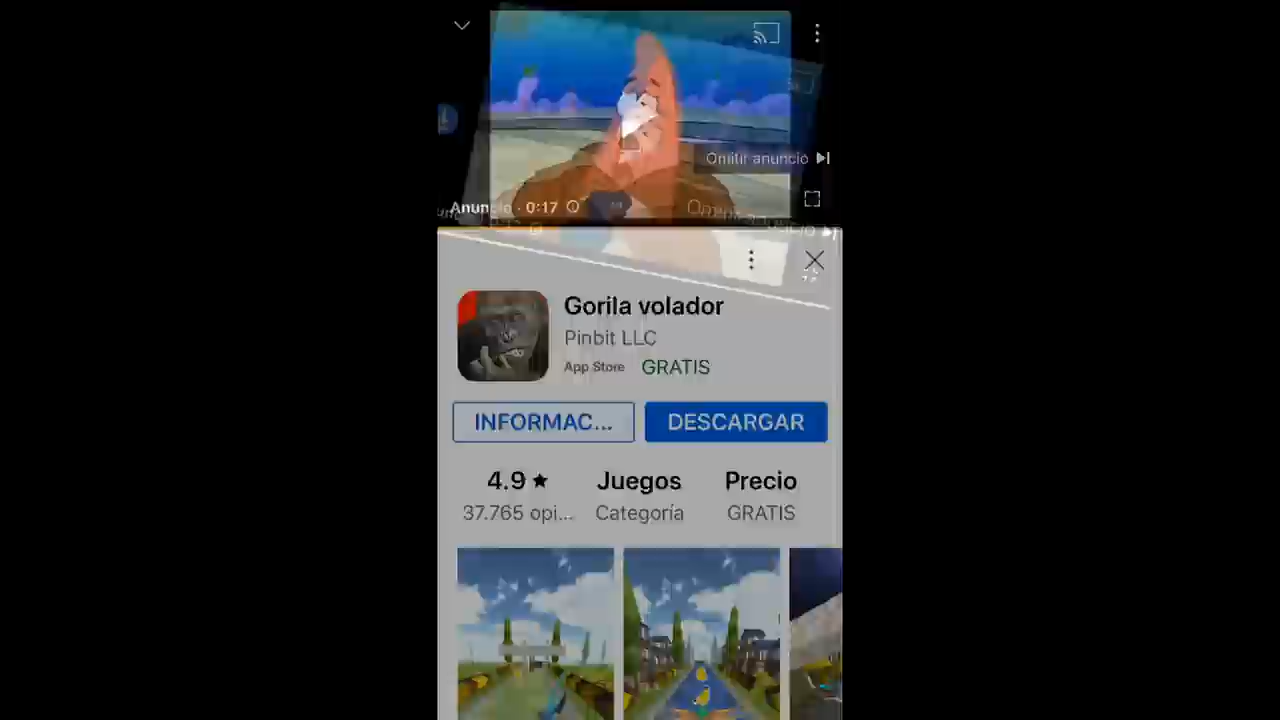 Omitir anuncio
Anuncio · 0:17
Gorila volador
Pinbit LLC
App Store GRATIS
INFORMAC...
DESCARGAR
4.9 ★ Juegos Precio
37.765 opi... Categoría GRATIS